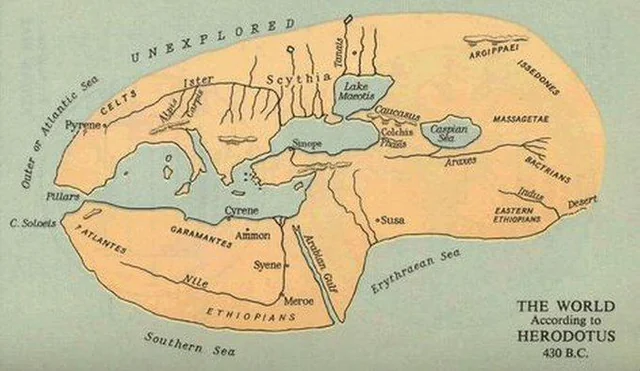 UNEXPLORED
ARGIPPAEI
ISSEDONES
Tanais
Scythia
Ister
Lake
Maeotis
CELTS
Alpis
Carpis
Outer or Atlantic Sea
Pyrene
Caucasus
Colchis
Phasis
Caspian
Sea
MASSAGETAE
Sinope
Araxes
BACTRIANS
Pillars
Indus
Desert
C. Soloeis
Cyrene
Susa
EASTERN
ETHIOPIANS
ATLANTES
GARAMANTES
Ammon
Arabian Gulf
Syene
Erythraean Sea
Nile
Meroe
ETHIOPIANS
Southern Sea
THE WORLD
According to
HERODOTUS
430 B.C.